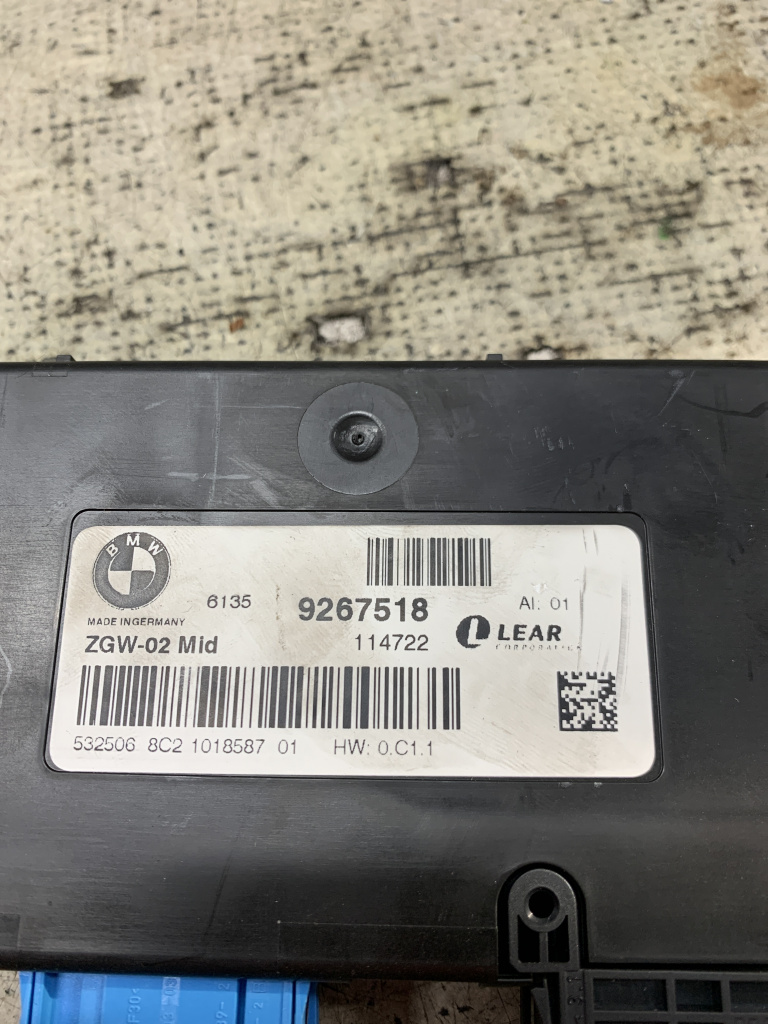 BMW
6135 9267518 AI: 01
MADE INGERMANY
ZGW-02 Mid 114722 LEAR
CORPORATION
532506 8C2 1018587 01 HW: 0.C1.1